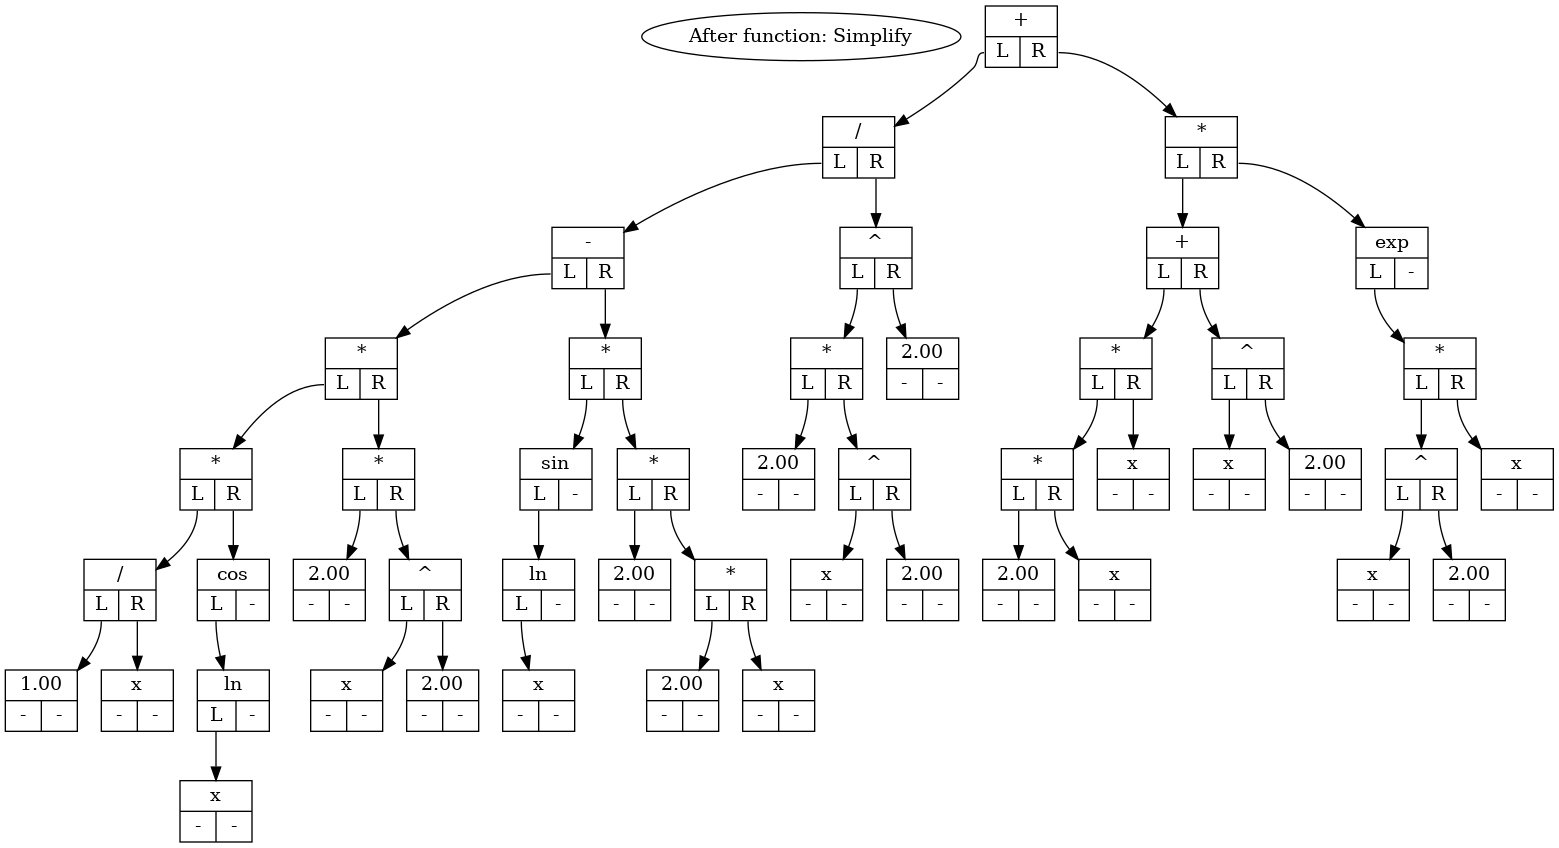 After function: Simplify
+
L R
/
L R
*
L R
-
L R
^
L R
+
L R
exp
L -
*
L R
*
L R
*
L R
2.00
- -
*
L R
^
L R
*
L R
*
L R
*
L R
sin
L -
*
L R
2.00
- -
^
L R
*
L R
x
- -
x
- -
2.00
- -
^
L R
x
- -
/
L R
cos
L -
2.00
- -
^
L R
ln
L -
2.00
- -
*
L R
x
- -
2.00
- -
2.00
- -
x
- -
x
- -
2.00
- -
1.00
- -
x
- -
ln
L -
x
- -
2.00
- -
x
- -
2.00
- -
x
- -
x
- -